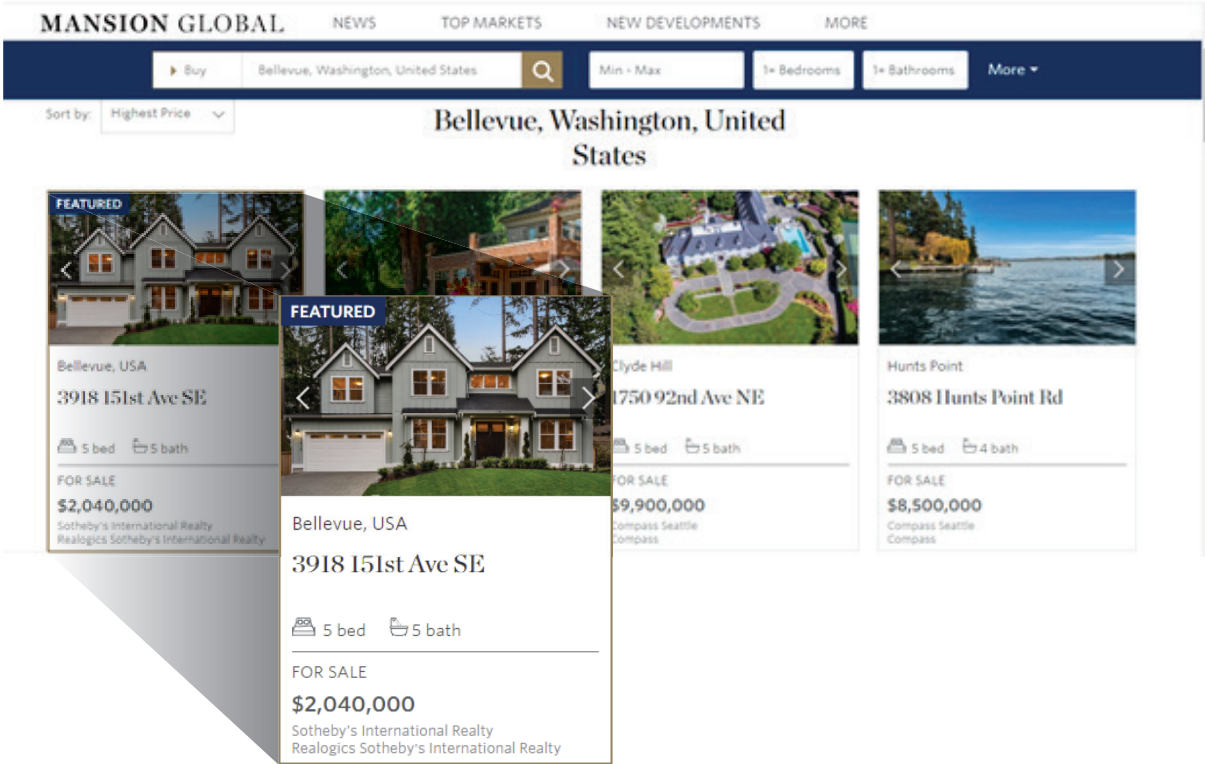 MANSION GLOBAL NEWS TOP MARKETS NEW DEVELOPMENTS MORE
Buy Bellevue, Washington, United States Min - Max 1+ Bedrooms 1+ Bathrooms More
Sort by: Highest Price
Bellevue, Washington, United
States
FEATURED
Bellevue, USA
3918 151st Ave SE
5 bed 5 bath
FOR SALE
$2,040,000
Sotheby's International Realty
Realogics Sotheby's International Realty
FEATURED
Bellevue, USA
3918 151st Ave SE
5 bed 5 bath
FOR SALE
$2,040,000
Sotheby's International Realty
Realogics Sotheby's International Realty
Clyde Hill
1750 92nd Ave NE
5 bed 5 bath
FOR SALE
$9,900,000
Compass Seattle
Compass
Hunts Point
3808 Hunts Point Rd
5 bed 4 bath
FOR SALE
$8,500,000
Compass Seattle
Compass